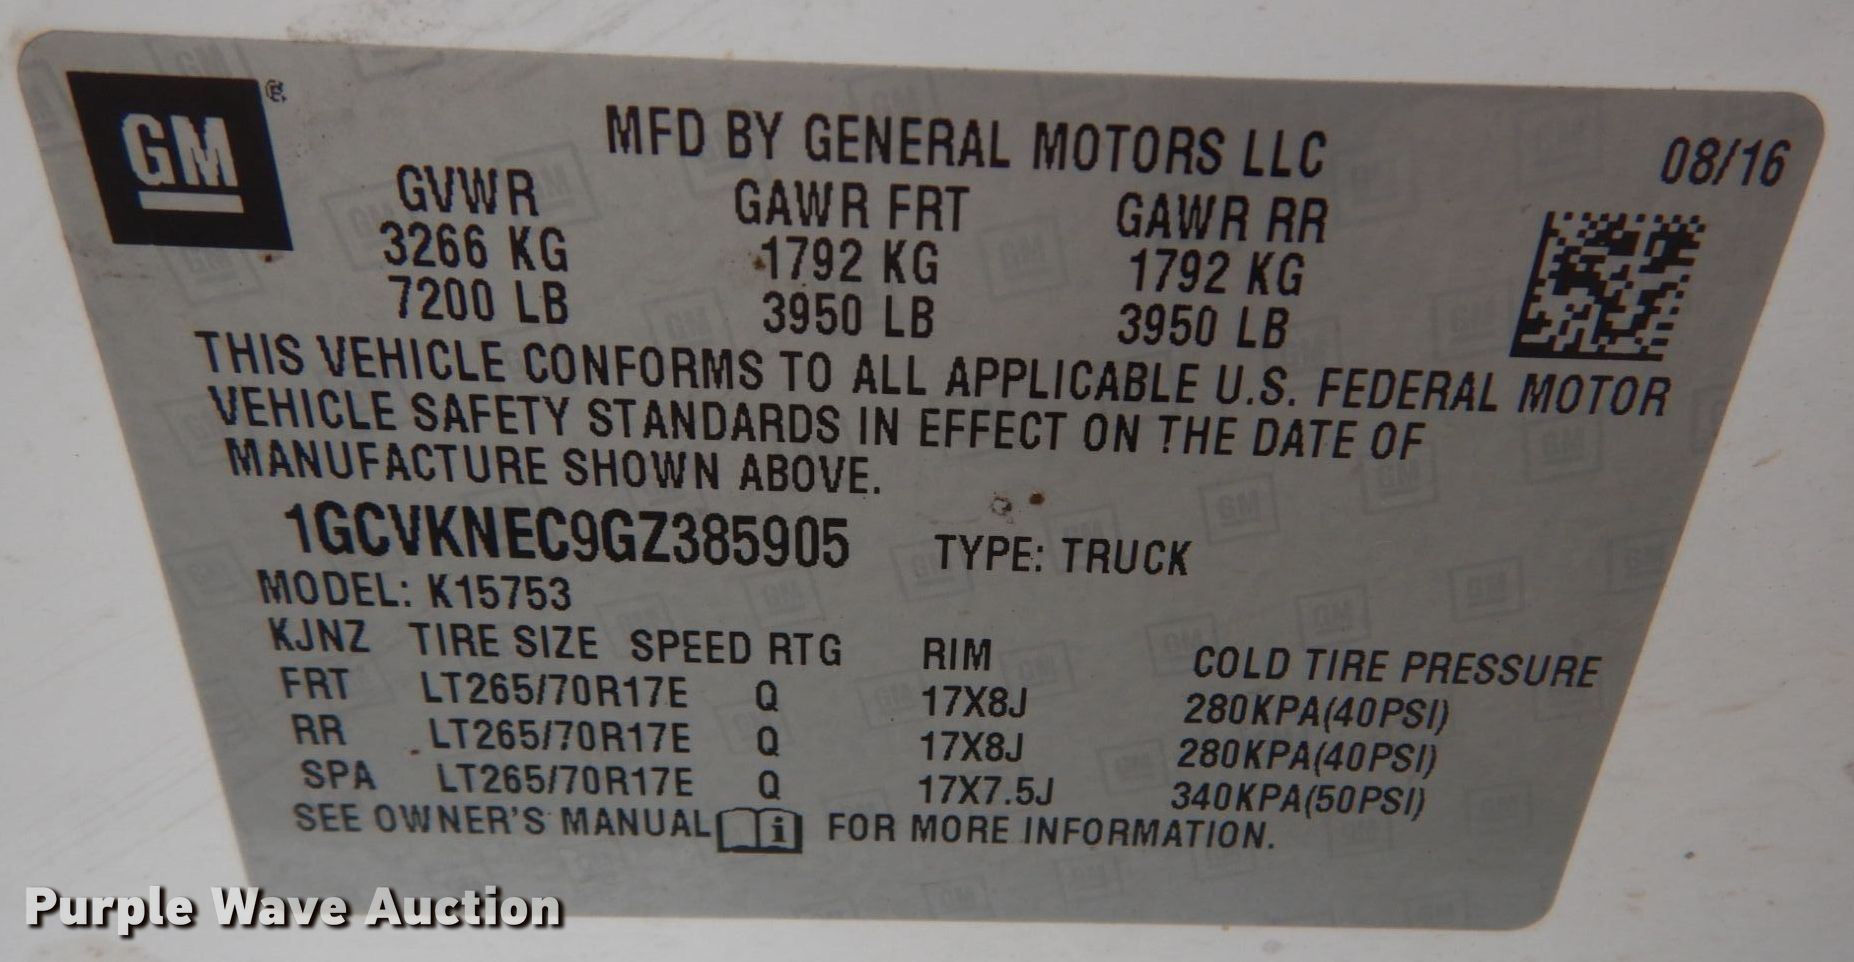 GM®
MFD BY GENERAL MOTORS LLC
08/16
GVWR GAWR FRT GAWR RR
3266 KG 1792 KG 1792 KG
7200 LB 3950 LB 3950 LB
THIS VEHICLE CONFORMS TO ALL APPLICABLE U.S. FEDERAL MOTOR
VEHICLE SAFETY STANDARDS IN EFFECT ON THE DATE OF
MANUFACTURE SHOWN ABOVE.
1GCVKNEC9GZ385905 TYPE: TRUCK
MODEL: K15753
KJNZ TIRE SIZE SPEED RTG RIM COLD TIRE PRESSURE
FRT LT265/70R17E Q 17X8J 280KPA(40PSI)
RR LT265/70R17E Q 17X8J 280KPA(40PSI)
SPA LT265/70R17E Q 17X7.5J 340KPA(50PSI)
SEE OWNER'S MANUAL i FOR MORE INFORMATION.
Purple Wave Auction